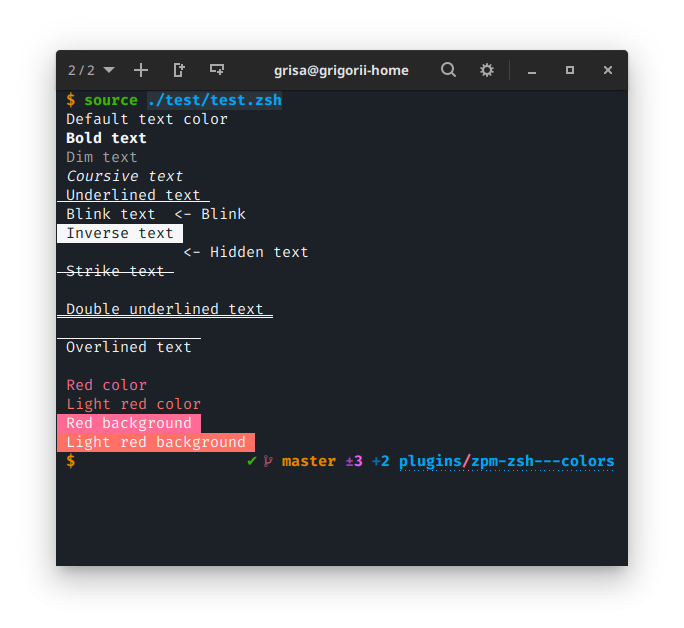 2/2 grisa@grigorii-home
$ source ./test/test.zsh
Default text color
Bold text
Dim text
Coursive text
Underlined text
Blink text <- Blink
Inverse text
<- Hidden text
Strike text
Double underlined text
Overlined text
Red color
Light red color
Red background
Light red background
$ ✔ master ±3 +2 plugins/zpm-zsh---colors